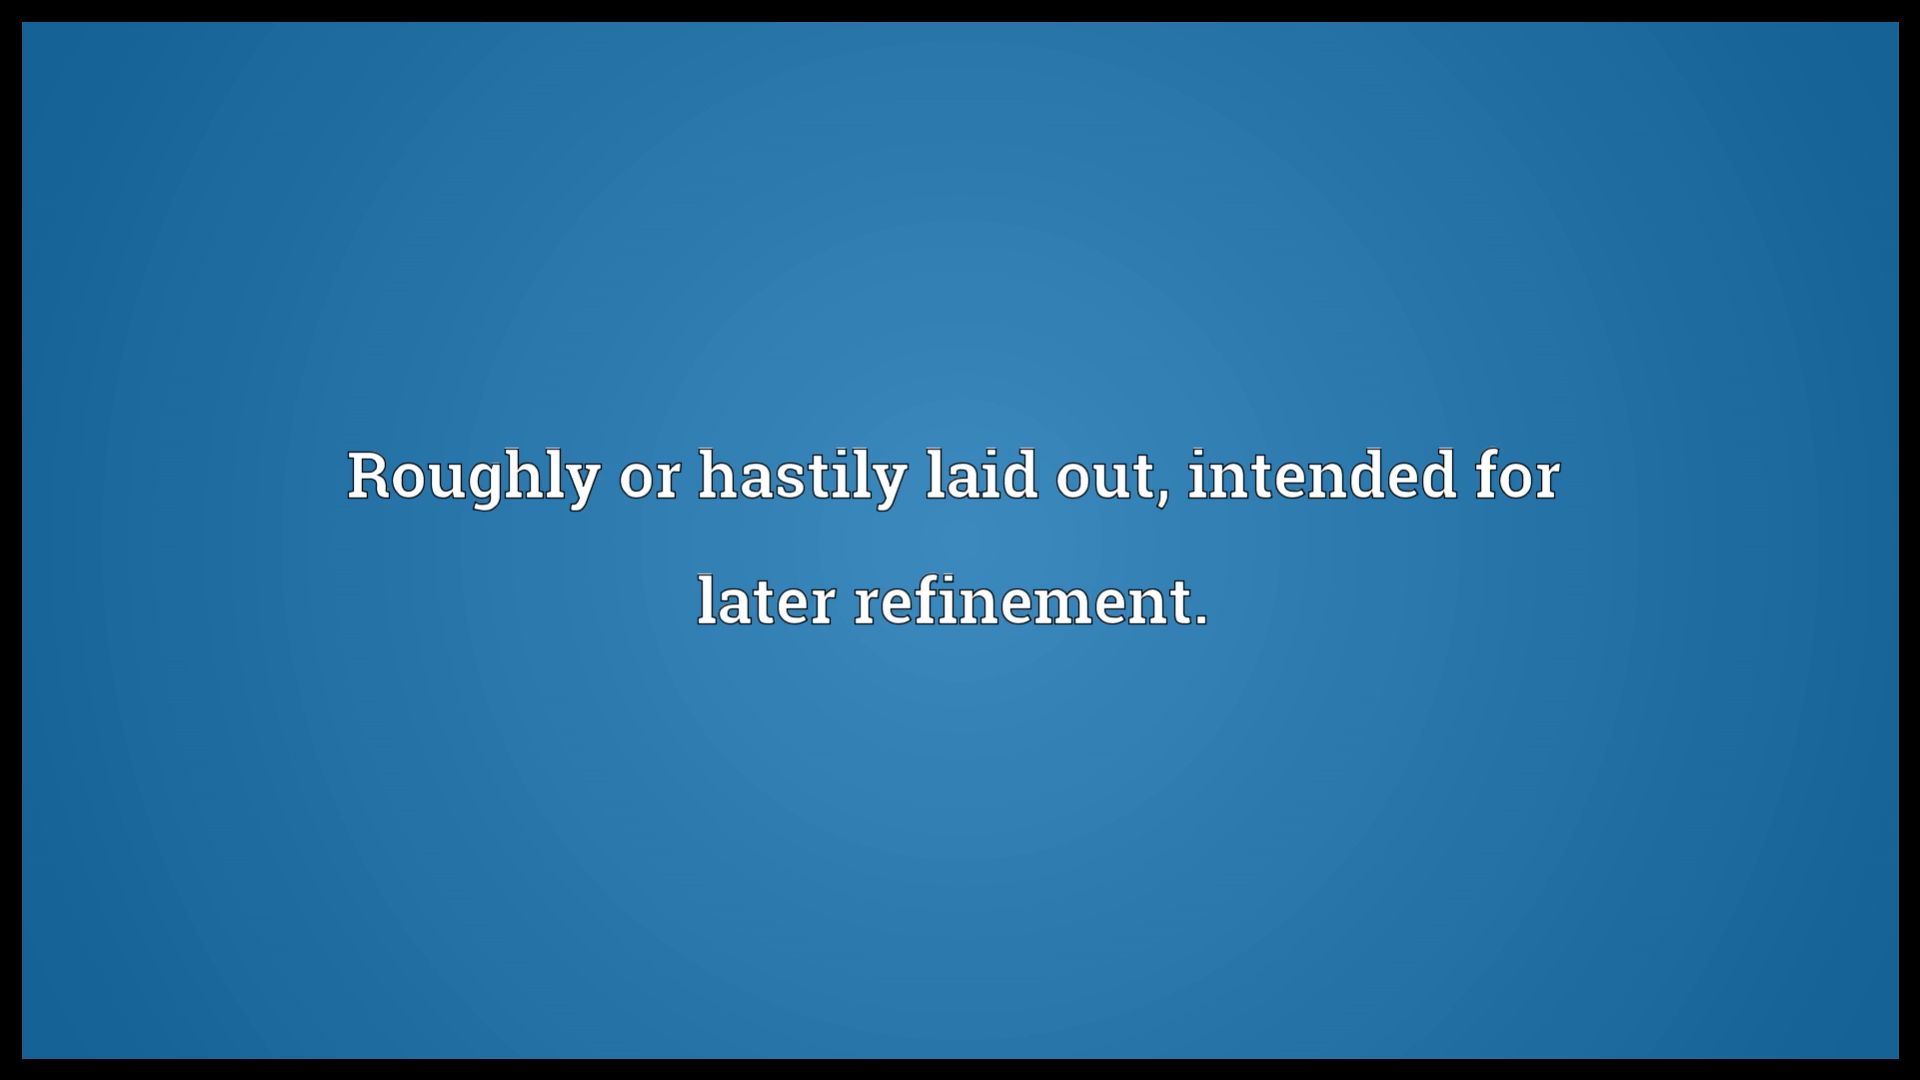 Roughly or hastily laid out, intended for
later refinement.